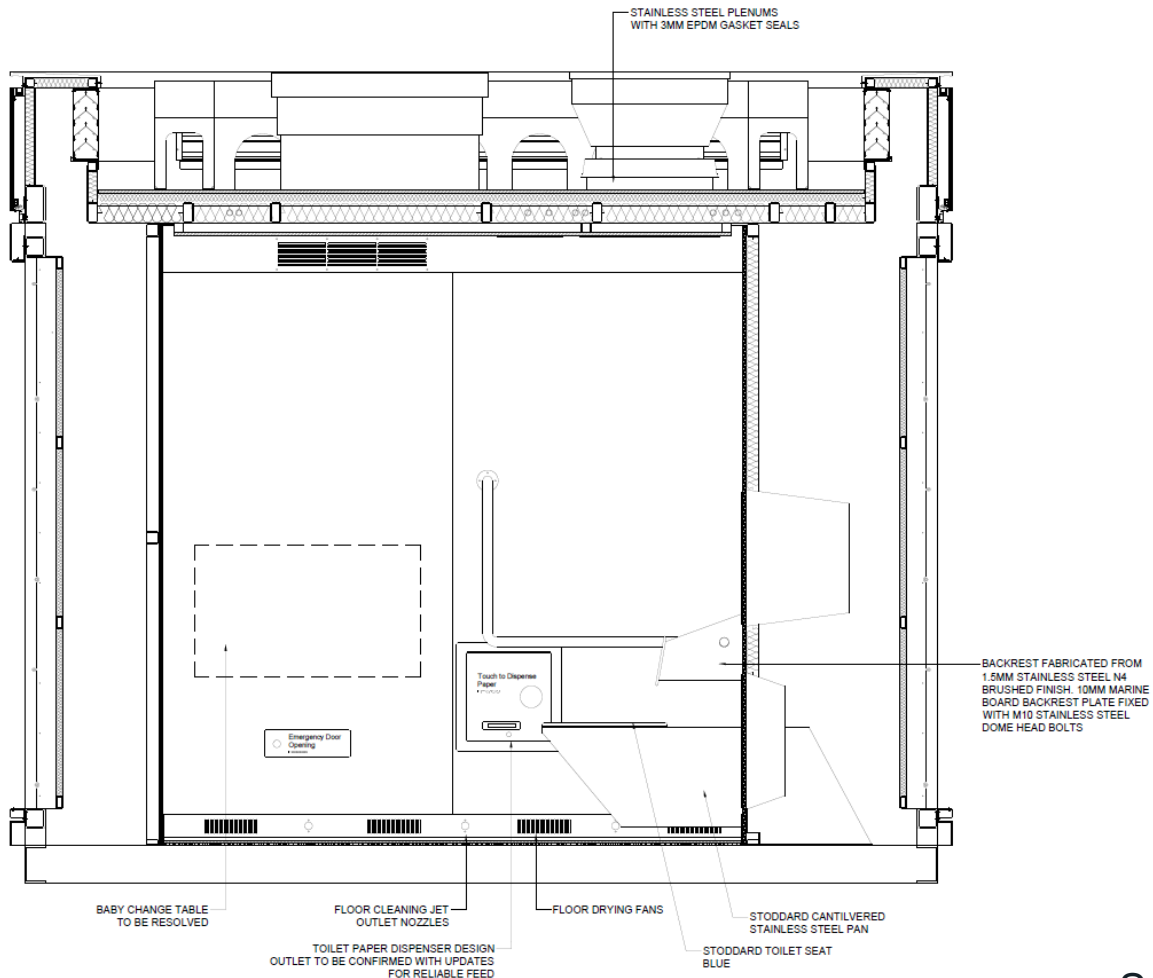 STAINLESS STEEL PLENUMS
WITH 3MM EPDM GASKET SEALS
Touch to Dispense
Paper
Emergency Door
Opening
BACKREST FABRICATED FROM
1.5MM STAINLESS STEEL N4
BRUSHED FINISH. 10MM MARINE
BOARD BACKREST PLATE FIXED
WITH M10 STAINLESS STEEL
DOME HEAD BOLTS
BABY CHANGE TABLE
TO BE RESOLVED
FLOOR CLEANING JET
OUTLET NOZZLES
FLOOR DRYING FANS
STODDARD CANTILVERED
STAINLESS STEEL PAN
TOILET PAPER DISPENSER DESIGN
OUTLET TO BE CONFIRMED WITH UPDATES
FOR RELIABLE FEED
STODDARD TOILET SEAT
BLUE